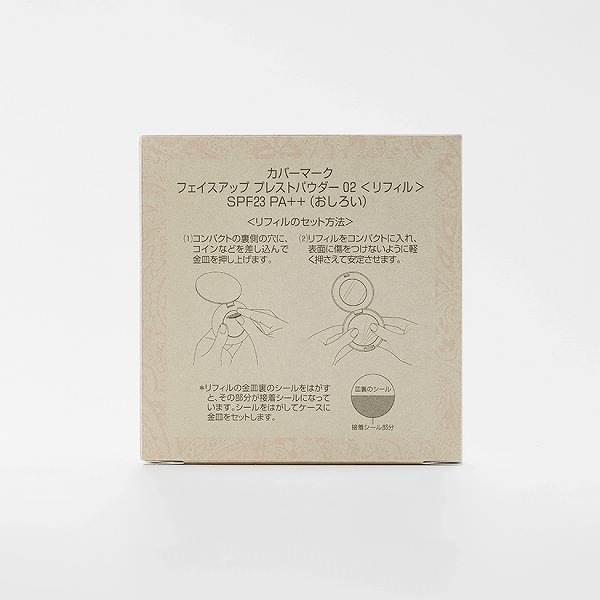 カバーマーク
フェイスアップ プレストパウダー 02 <リフィル>
SPF23 PA++ (おしろい)
<リフィルのセット方法>
(1)コンパクトの裏側の穴に、
コインなどを差し込んで
金皿を押し上げます。
(2)リフィルをコンパクトに入れ、
表面に傷をつけないように軽
く押さえて安定させます。
*リフィルの金皿裏のシールをはがす
と、その部分が接着シールになって
います。シールをはがしてケースに
金皿をセットします。
皿裏のシール
接着シール部分